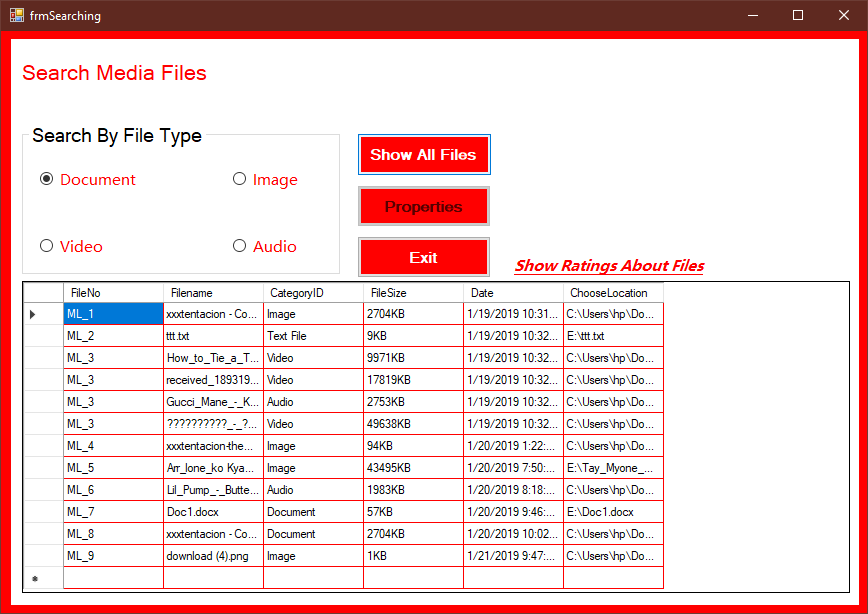 frmSearching
Search Media Files
Search By File Type
Document
Image
Video
Audio
Show All Files
Properties
Exit
Show Ratings About Files
FileNo Filename CategoryID FileSize Date ChooseLocation
ML_1 xxxtentacion - Co... Image 2704KB 1/19/2019 10:31... C:\Users\hp\Do...
ML_2 ttt.txt Text File 9KB 1/19/2019 10:32... E:\ttt.txt
ML_3 How_to_Tie_a_T... Video 9971KB 1/19/2019 10:32... C:\Users\hp\Do...
ML_3 received_189319... Video 17819KB 1/19/2019 10:32... C:\Users\hp\Do...
ML_3 Gucci_Mane_-_K... Audio 2753KB 1/19/2019 10:32... C:\Users\hp\Do...
ML_3 ??????????_-_?... Video 49638KB 1/19/2019 10:32... C:\Users\hp\Do...
ML_4 xxxtentacion-the... Image 94KB 1/20/2019 1:22:... C:\Users\hp\Do...
ML_5 Arr_lone_ko Kya... Image 43495KB 1/20/2019 7:50:... E:\Tay_Myone_...
ML_6 Lil_Pump_-_Butte... Audio 1983KB 1/20/2019 8:18:... C:\Users\hp\Do...
ML_7 Doc1.docx Document 57KB 1/20/2019 9:46:... E:\Doc1.docx
ML_8 xxxtentacion - Co... Document 2704KB 1/20/2019 10:02... C:\Users\hp\Do...
ML_9 download (4).png Image 1KB 1/21/2019 9:47:... C:\Users\hp\Do...